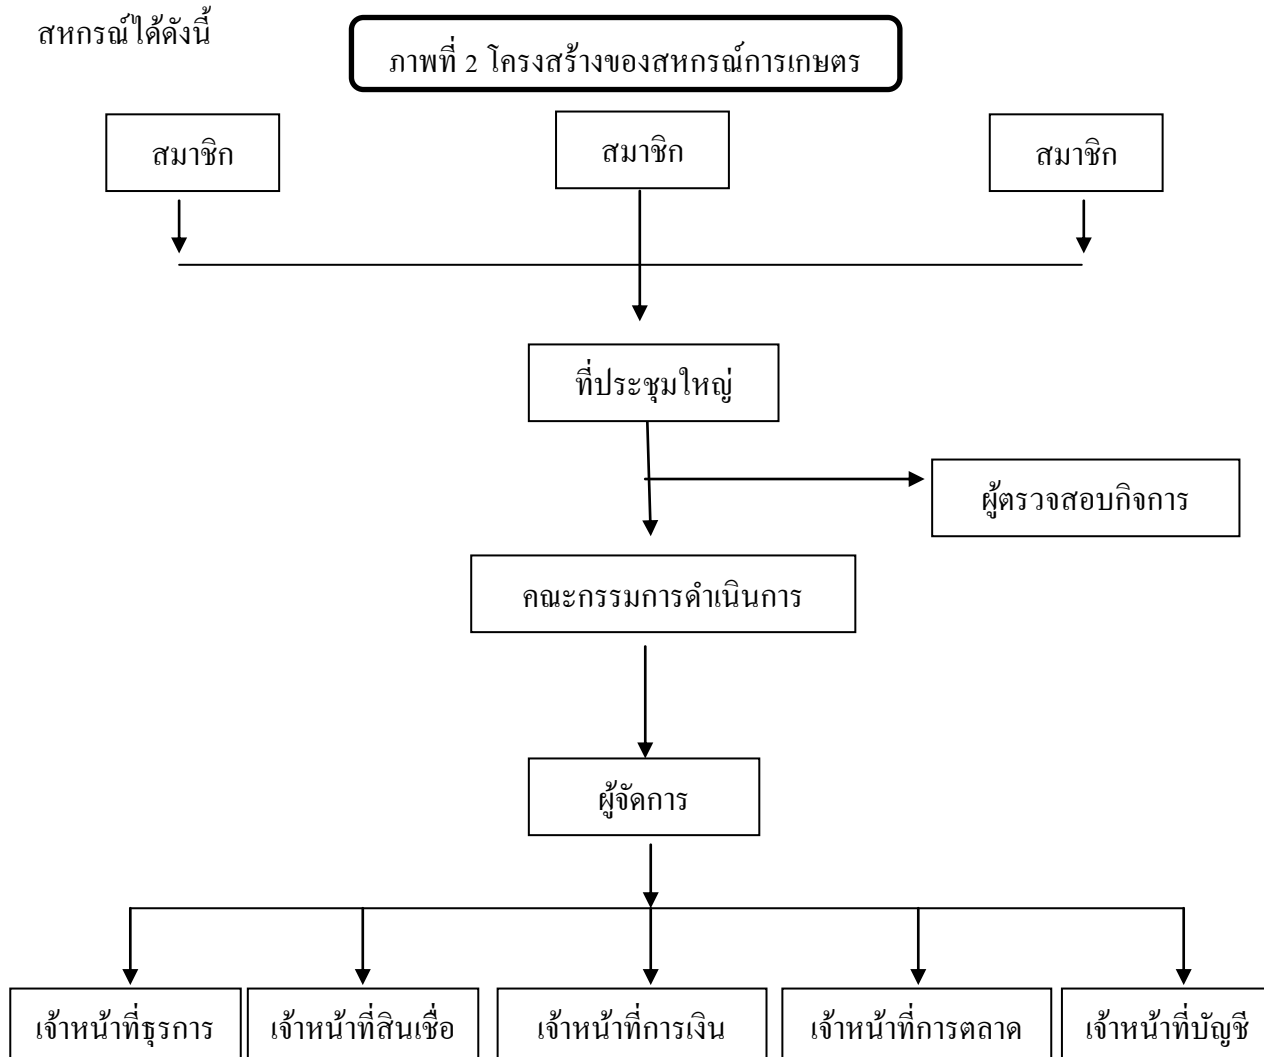 สหกรณ์ได้ดังนี้
ภาพที่ 2 โครงสร้างของสหกรณ์การเกษตร
สมาชิก
สมาชิก
สมาชิก
ที่ประชุมใหญ่
ผู้ตรวจสอบกิจการ
คณะกรรมการดำเนินการ
ผู้จัดการ
เจ้าหน้าที่ธุรการ
เจ้าหน้าที่สินเชื่อ
เจ้าหน้าที่การเงิน
เจ้าหน้าที่การตลาด
เจ้าหน้าที่บัญชี